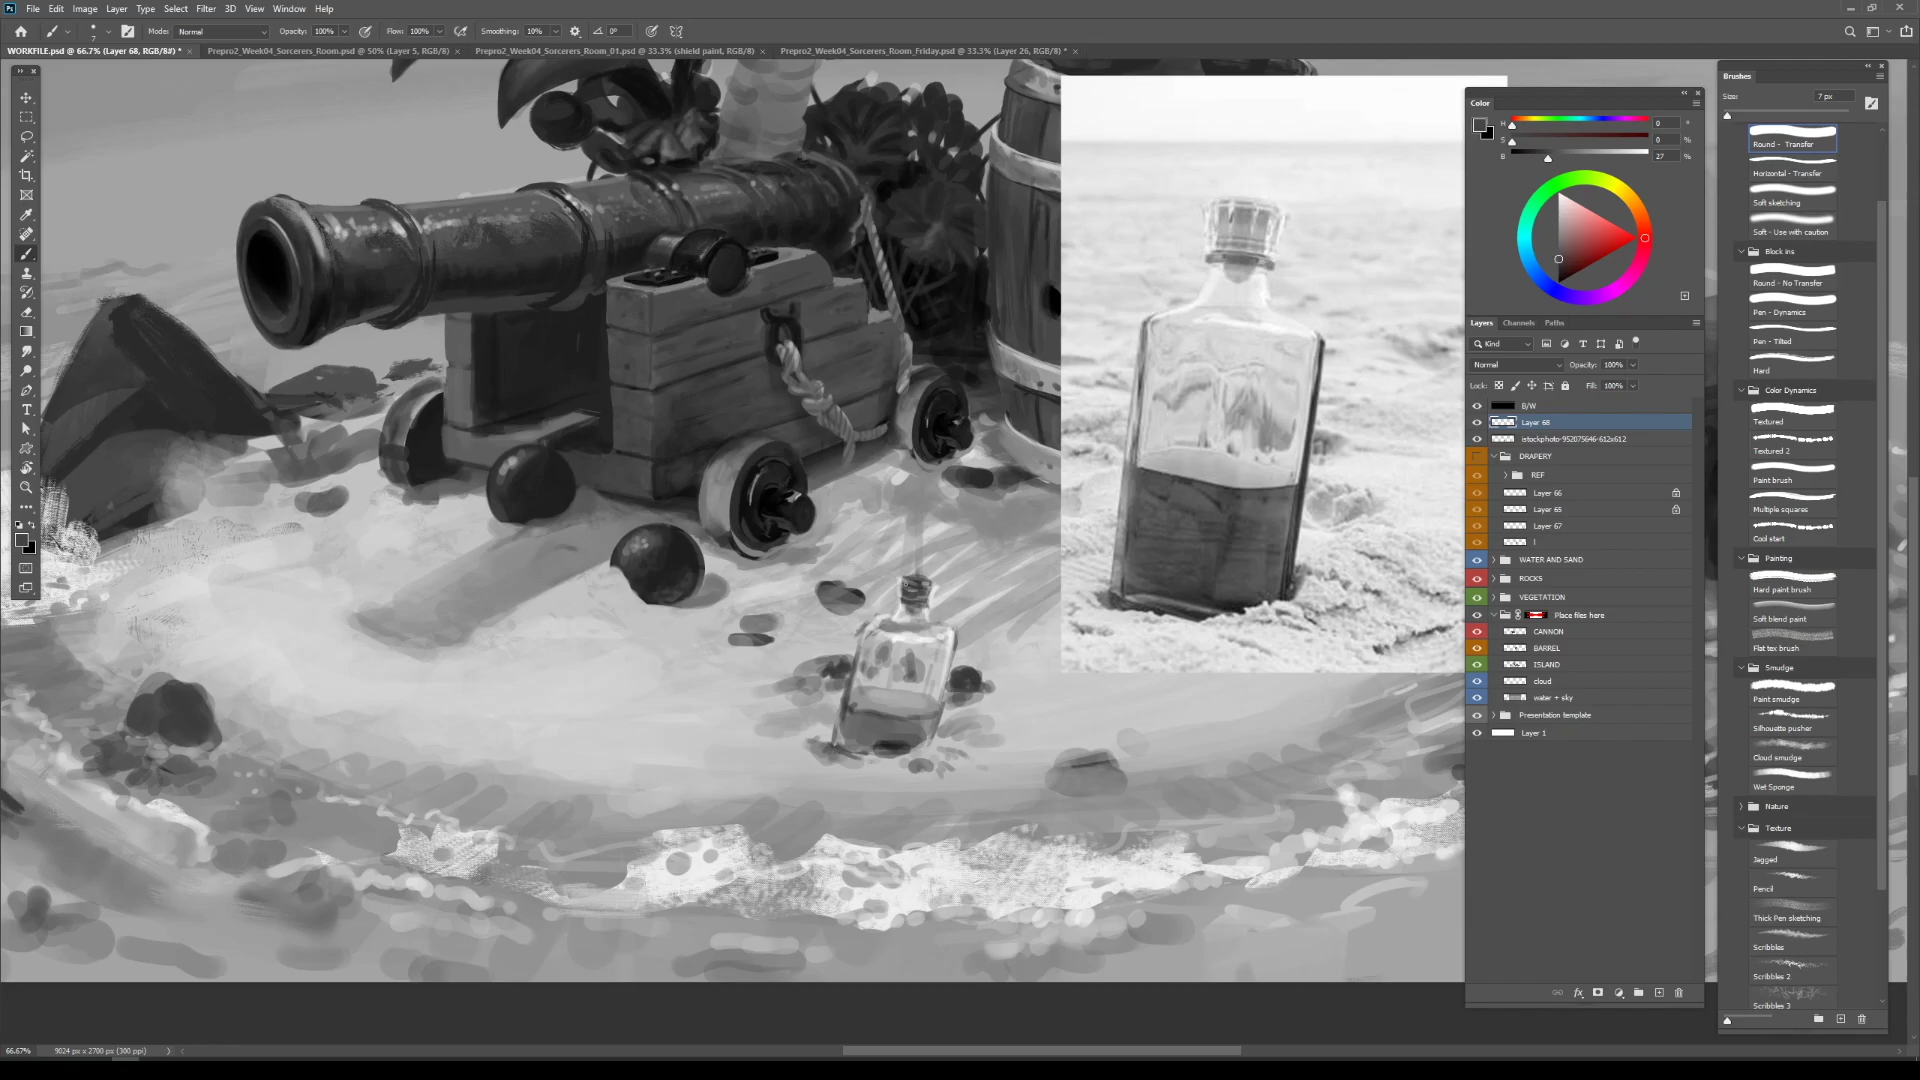 File Edit Image Layer Type Select Filter 3D View Window Help
7 Mode: Normal Opacity: 100% Flow: 100% Smoothing: 10% 0°
WORKFILE.psd @ 66.7% (Layer 68, RGB/8#) * × Prepro2_Week04_Sorcerers_Room.psd @ 50% (Layer 5, RGB/8) × Prepro2_Week04_Sorcerers_Room_01.psd @ 33.3% (shield paint, RGB/8) × Prepro2_Week04_Sorcerers_Room_Friday.psd @ 33.3% (Layer 26, RGB/8) * ×
Color
H 0 °
S 0 %
B 27 %
Layers Channels Paths
Kind
Normal Opacity: 100%
Lock: Fill: 100%
B/W
Layer 68
istockphoto-952075646-612x612
DRAPERY
REF
Layer 66
Layer 65
Layer 67
l
WATER AND SAND
ROCKS
VEGETATION
Place files here
CANNON
BARREL
ISLAND
cloud
water + sky
Presentation template
Layer 1
fx
Brushes
Size: 7 px
Round - Transfer
Horizontal - Transfer
Soft sketching
Soft - Use with caution
Block ins
Round - No Transfer
Pen - Dynamics
Pen - Tilted
Hard
Color Dynamics
Textured
Textured 2
Paint brush
Multiple squares
Cool start
Painting
Hard paint brush
Soft blend paint
Flat tex brush
Smudge
Paint smudge
Silhouette pusher
Cloud smudge
Wet Sponge
Nature
Texture
Jagged
Pencil
Thick Pen sketching
Scribbles
Scribbles 2
Scribbles 3
66.67% 9024 px x 2700 px (300 ppi)